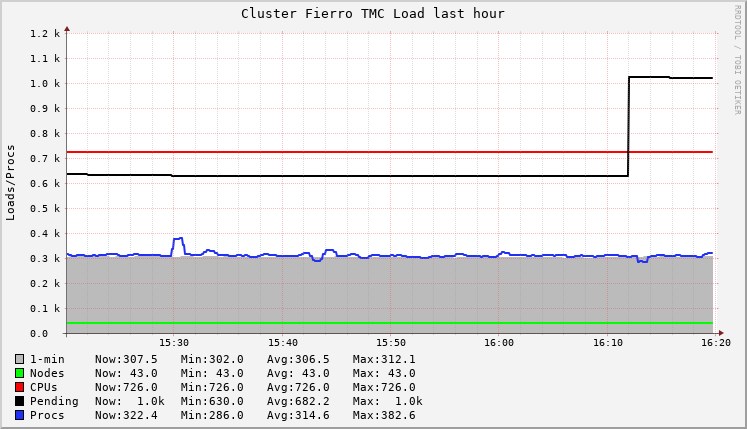 Cluster Fierro TMC Load last hour
RRDTOOL / TOBI OETIKER
Loads/Procs
1.2 k
1.1 k
1.0 k
0.9 k
0.8 k
0.7 k
0.6 k
0.5 k
0.4 k
0.3 k
0.2 k
0.1 k
0.0
15:30 15:40 15:50 16:00 16:10 16:20
1-min Now:307.5 Min:302.0 Avg:306.5 Max:312.1
Nodes Now: 43.0 Min: 43.0 Avg: 43.0 Max: 43.0
CPUs Now:726.0 Min:726.0 Avg:726.0 Max:726.0
Pending Now: 1.0k Min:630.0 Avg:682.2 Max: 1.0k
Procs Now:322.4 Min:286.0 Avg:314.6 Max:382.6